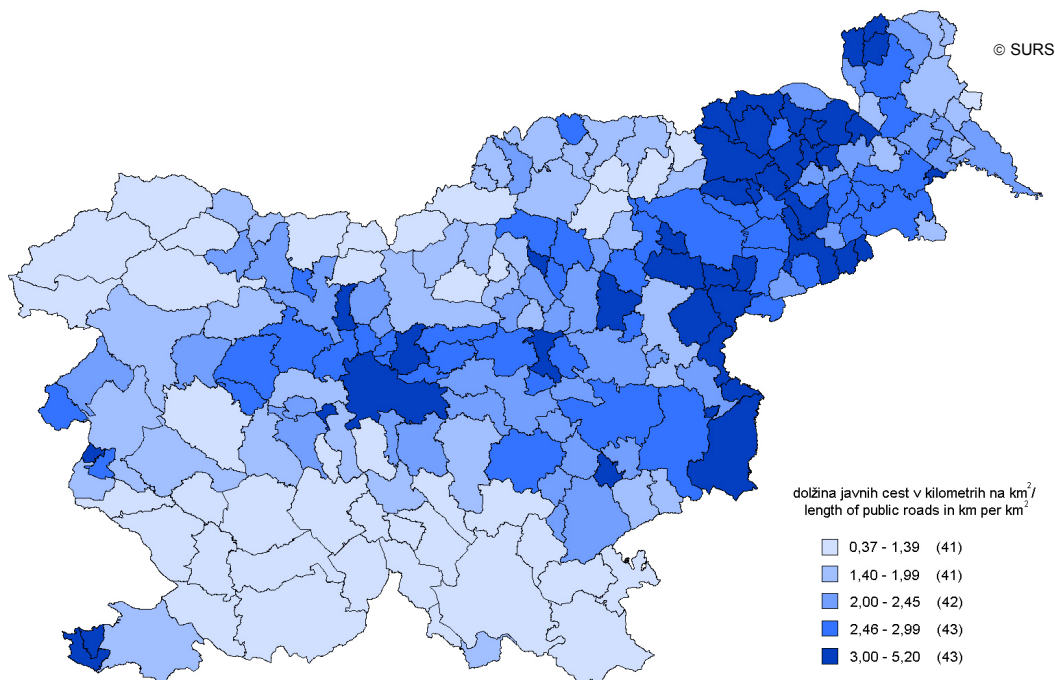 © SURS
dolžina javnih cest v kilometrih na km²/
length of public roads in km per km²
0,37 - 1,39 (41)
1,40 - 1,99 (41)
2,00 - 2,45 (42)
2,46 - 2,99 (43)
3,00 - 5,20 (43)